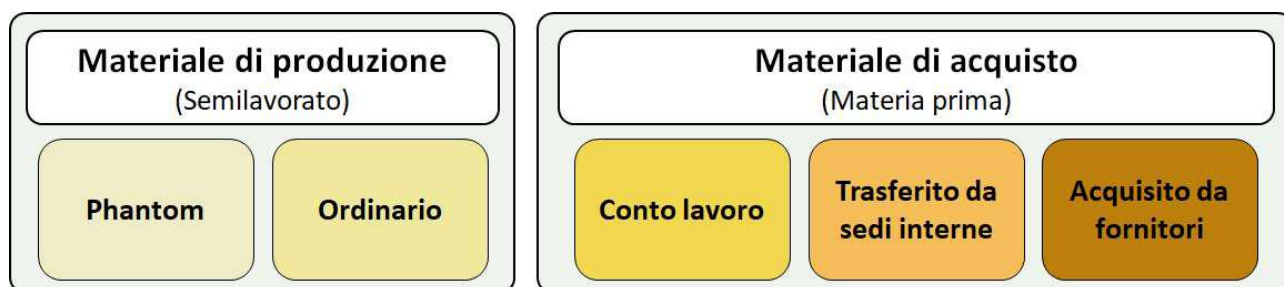 Materiale di produzione
(Semilavorato)
Phantom
Ordinario
Materiale di acquisto
(Materia prima)
Conto lavoro
Trasferito da
sedi interne
Acquisito da
fornitori